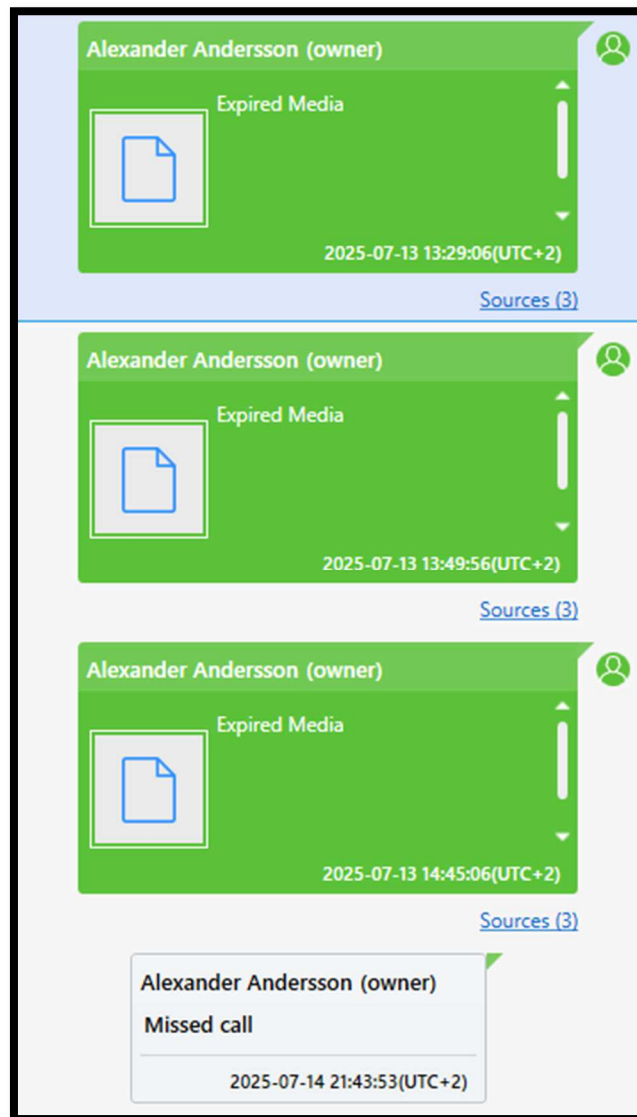 Alexander Andersson (owner)
Expired Media
2025-07-13 13:29:06(UTC+2)
Sources (3)
Alexander Andersson (owner)
Expired Media
2025-07-13 13:49:56(UTC+2)
Sources (3)
Alexander Andersson (owner)
Expired Media
2025-07-13 14:45:06(UTC+2)
Sources (3)
Alexander Andersson (owner)
Missed call
2025-07-14 21:43:53(UTC+2)